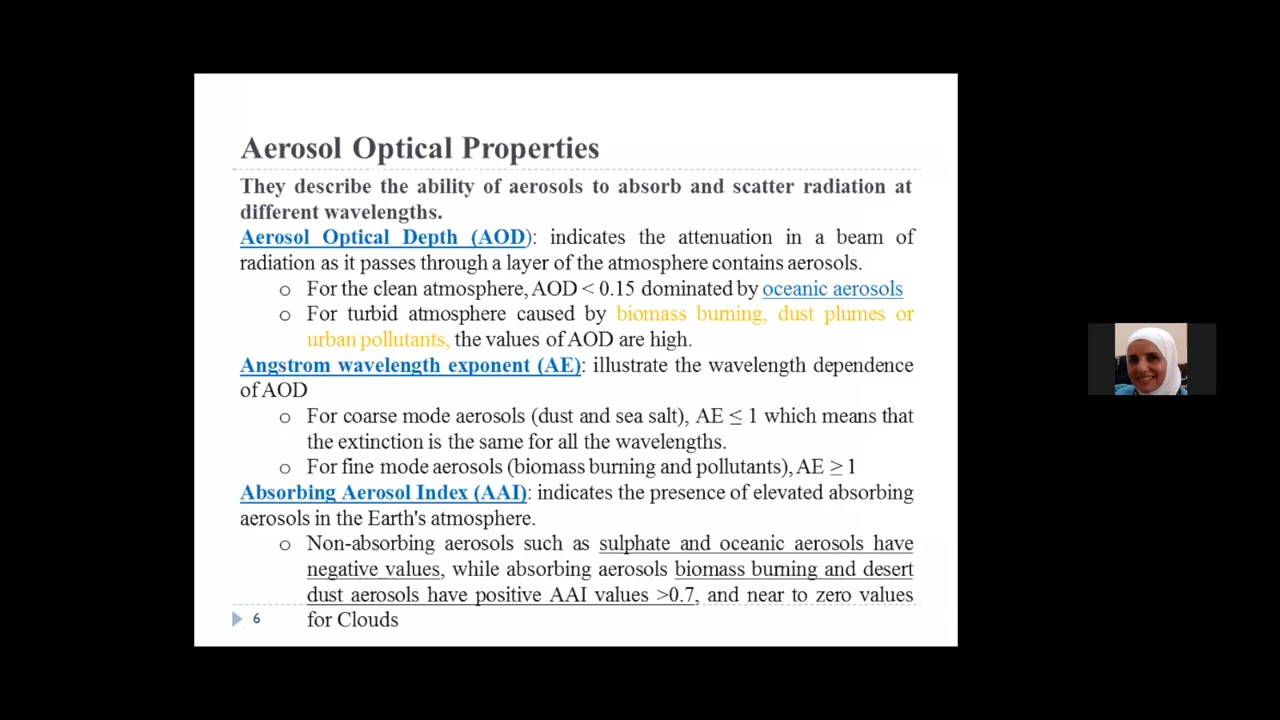 Aerosol Optical Properties
They describe the ability of aerosols to absorb and scatter radiation at
different wavelengths.
Aerosol Optical Depth (AOD): indicates the attenuation in a beam of
radiation as it passes through a layer of the atmosphere contains aerosols.
o For the clean atmosphere, AOD < 0.15 dominated by oceanic aerosols
o For turbid atmosphere caused by biomass burning, dust plumes or
urban pollutants, the values of AOD are high.
Angstrom wavelength exponent (AE): illustrate the wavelength dependence
of AOD
o For coarse mode aerosols (dust and sea salt), AE ≤ 1 which means that
the extinction is the same for all the wavelengths.
o For fine mode aerosols (biomass burning and pollutants), AE ≥ 1
Absorbing Aerosol Index (AAI): indicates the presence of elevated absorbing
aerosols in the Earth's atmosphere.
o Non-absorbing aerosols such as sulphate and oceanic aerosols have
negative values, while absorbing aerosols biomass burning and desert
dust aerosols have positive AAI values >0.7, and near to zero values
for Clouds
6